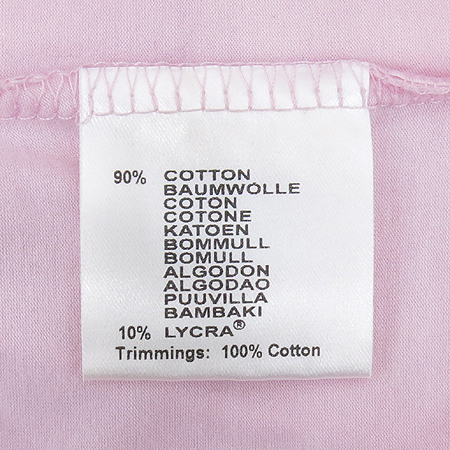 90% COTTON
BAUMWOLLE
COTON
COTONE
KATOEN
BOMMULL
BOMULL
ALGODON
ALGODAO
PUUVILLA
BAMBAKI
10% LYCRA®
Trimmings: 100% Cotton